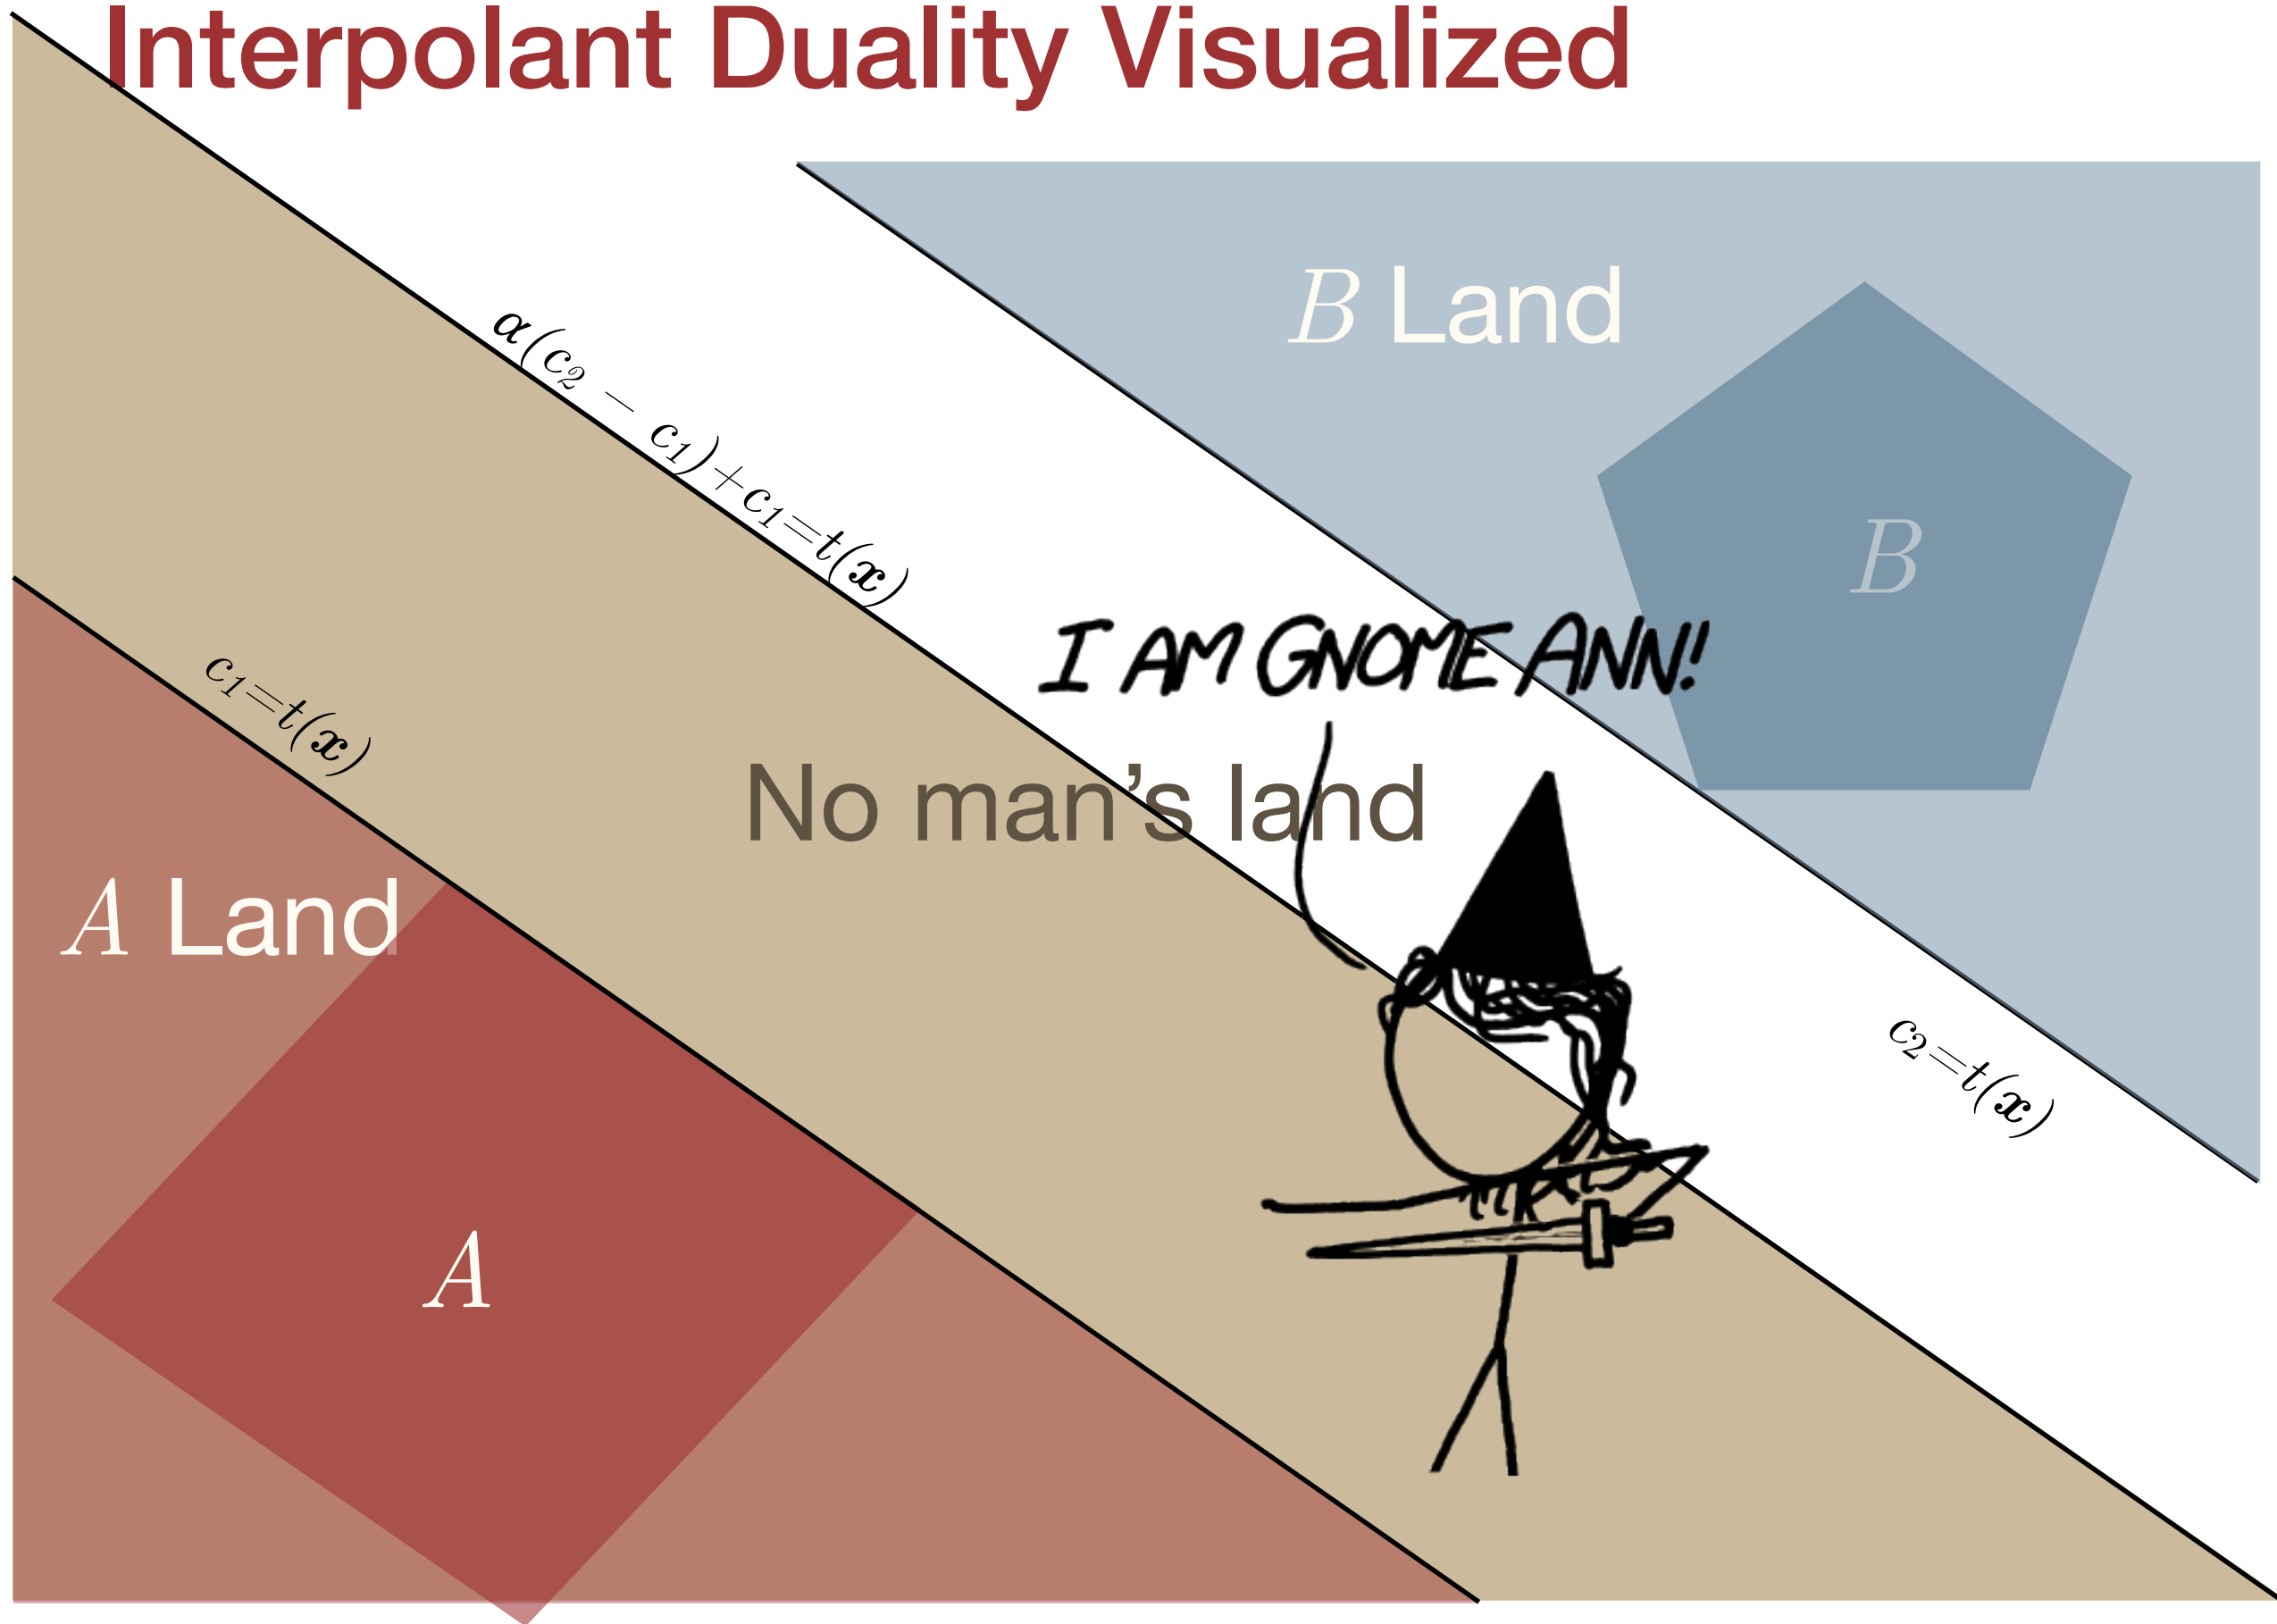 Interpolant Duality Visualized
B Land
α(c₂ − c₁)+c₁=t(x)
B
I AM GNOME ANN!
c₁=t(x)
No man's land
A Land
c₂=t(x)
A